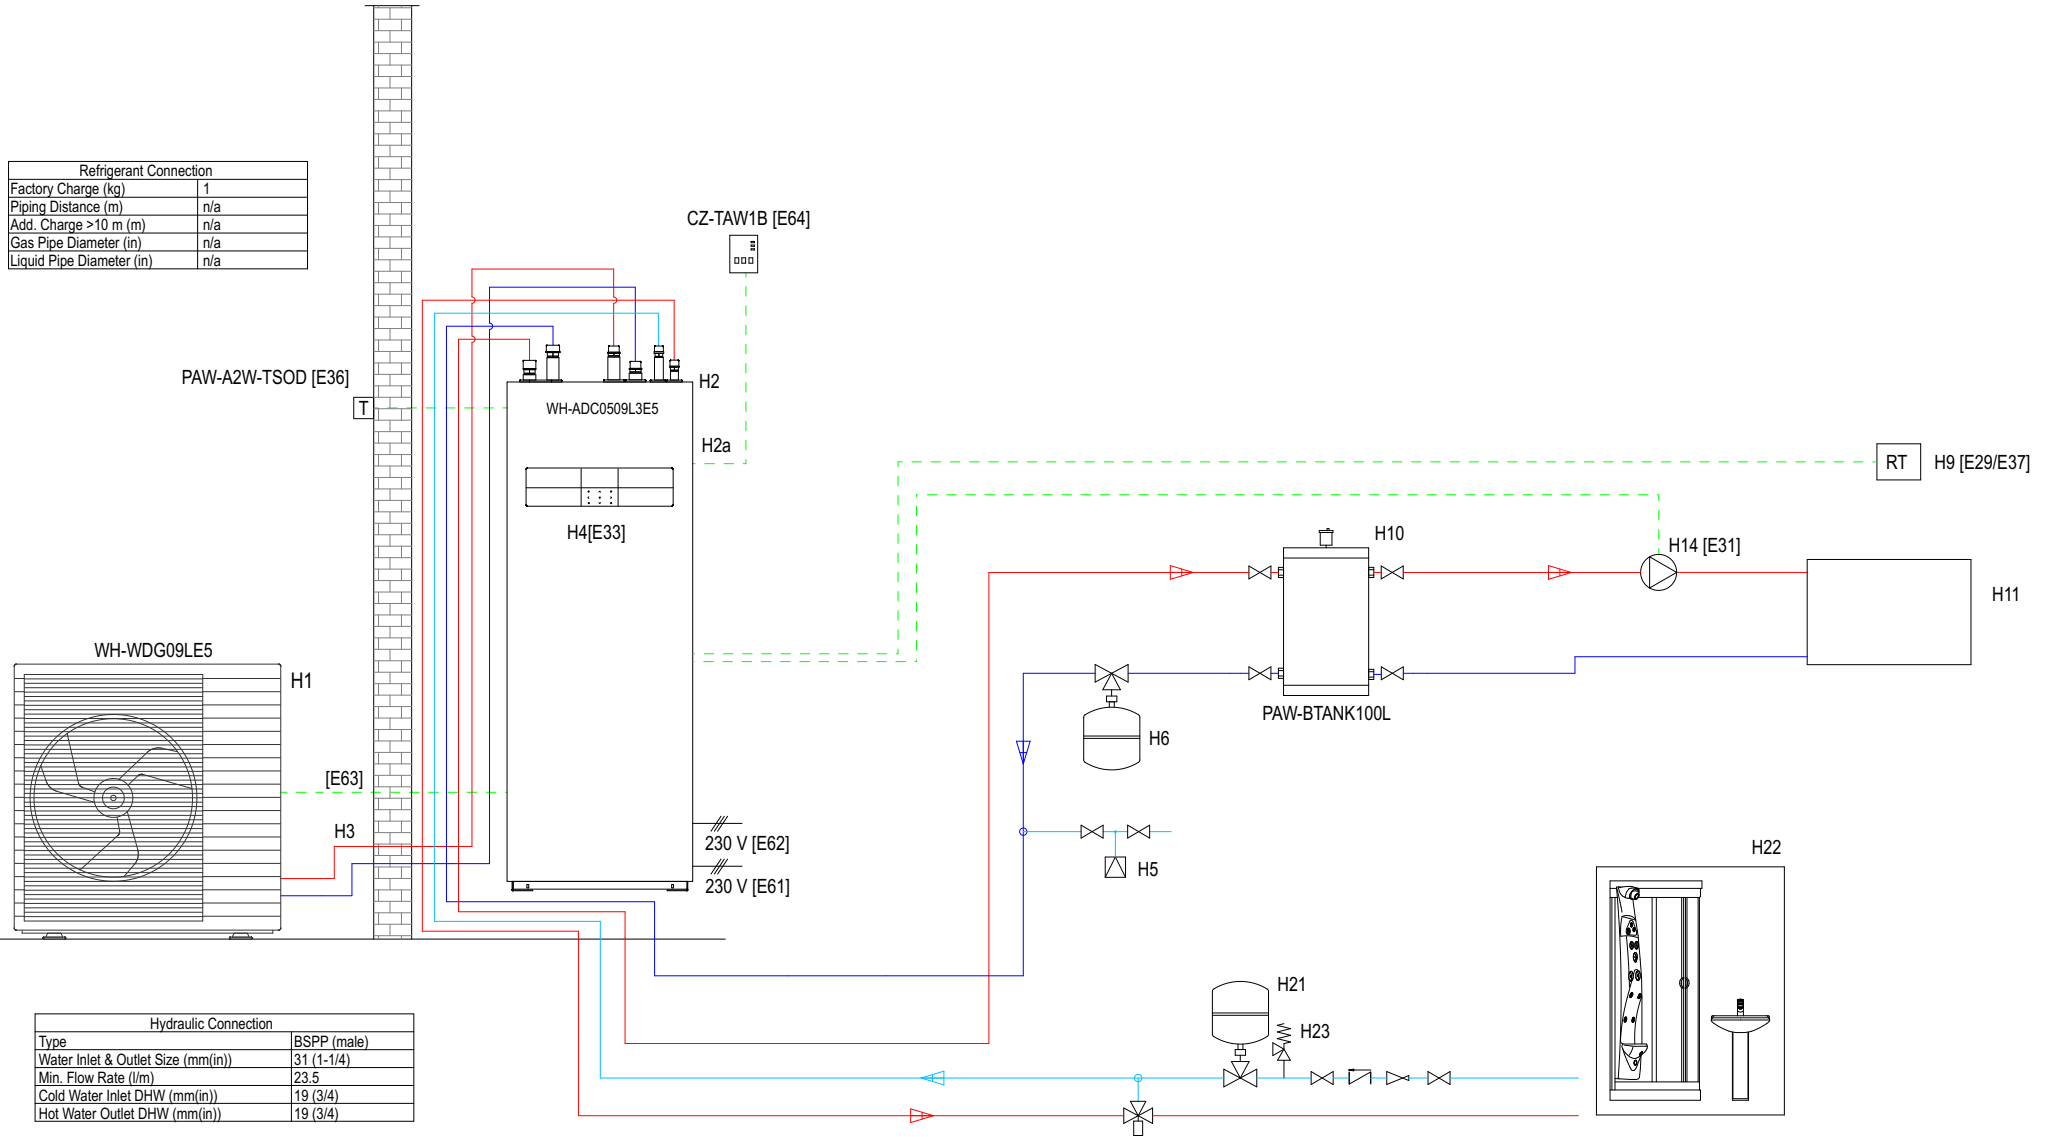 Refrigerant Connection
Factory Charge (kg) 1
Piping Distance (m) n/a
Add. Charge >10 m (m) n/a
Gas Pipe Diameter (in) n/a
Liquid Pipe Diameter (in) n/a
CZ-TAW1B [E64]
PAW-A2W-TSOD [E36]
T
H2
WH-ADC0509L3E5
H2a
H4[E33]
RT
H9 [E29/E37]
H10
H14 [E31]
H11
PAW-BTANK100L
H6
WH-WDG09LE5
H1
[E63]
H3
230 V [E62]
230 V [E61]
H5
H22
H21
H23
Hydraulic Connection
Type BSPP (male)
Water Inlet & Outlet Size (mm(in)) 31 (1-1/4)
Min. Flow Rate (l/m) 23.5
Cold Water Inlet DHW (mm(in)) 19 (3/4)
Hot Water Outlet DHW (mm(in)) 19 (3/4)